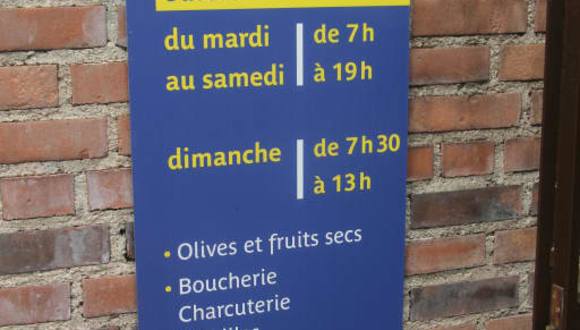 du mardi
au samedi
de 7h
à 19h
dimanche
de 7h30
à 13h
• Olives et fruits secs
• Boucherie
Charcuterie